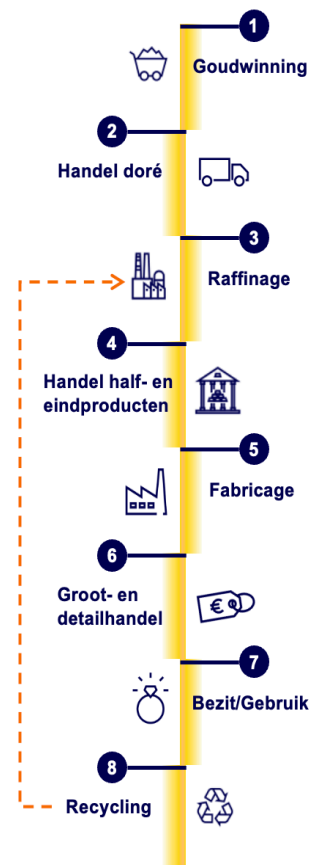 1
Goudwinning
2
Handel doré
3
Raffinage
4
Handel half- en
eindproducten
5
Fabricage
6
Groot- en
detailhandel
€
7
Bezit/Gebruik
8
Recycling